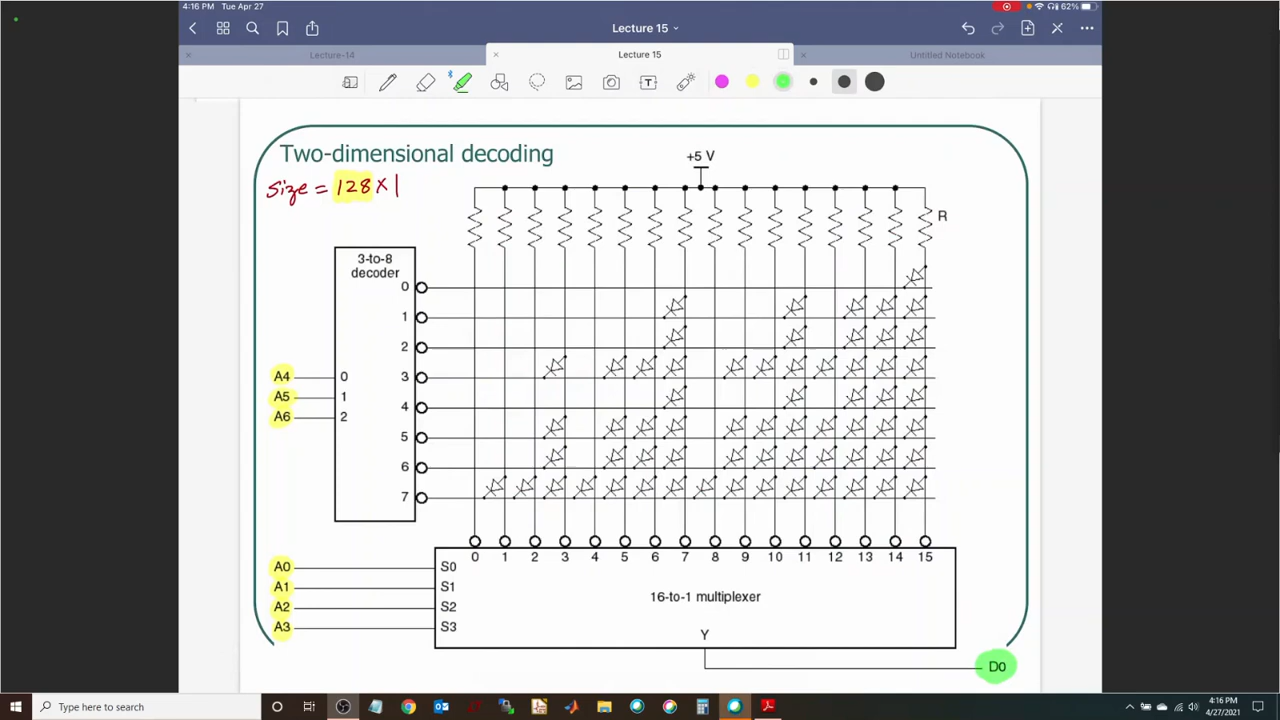 4:16 PM Tue Apr 27
62%
Lecture 15
Lecture-14
Lecture 15
Untitled Notebook
Two-dimensional decoding
Size = 128 × 1
+5 V
R
3-to-8
decoder
0
1
2
3
4
5
6
7
A4 0
A5 1
A6 2
0 1 2 3 4 5 6 7 8 9 10 11 12 13 14 15
A0 S0
A1 S1
A2 S2
A3 S3
16-to-1 multiplexer
Y
D0
Type here to search
4:16 PM
4/27/2021